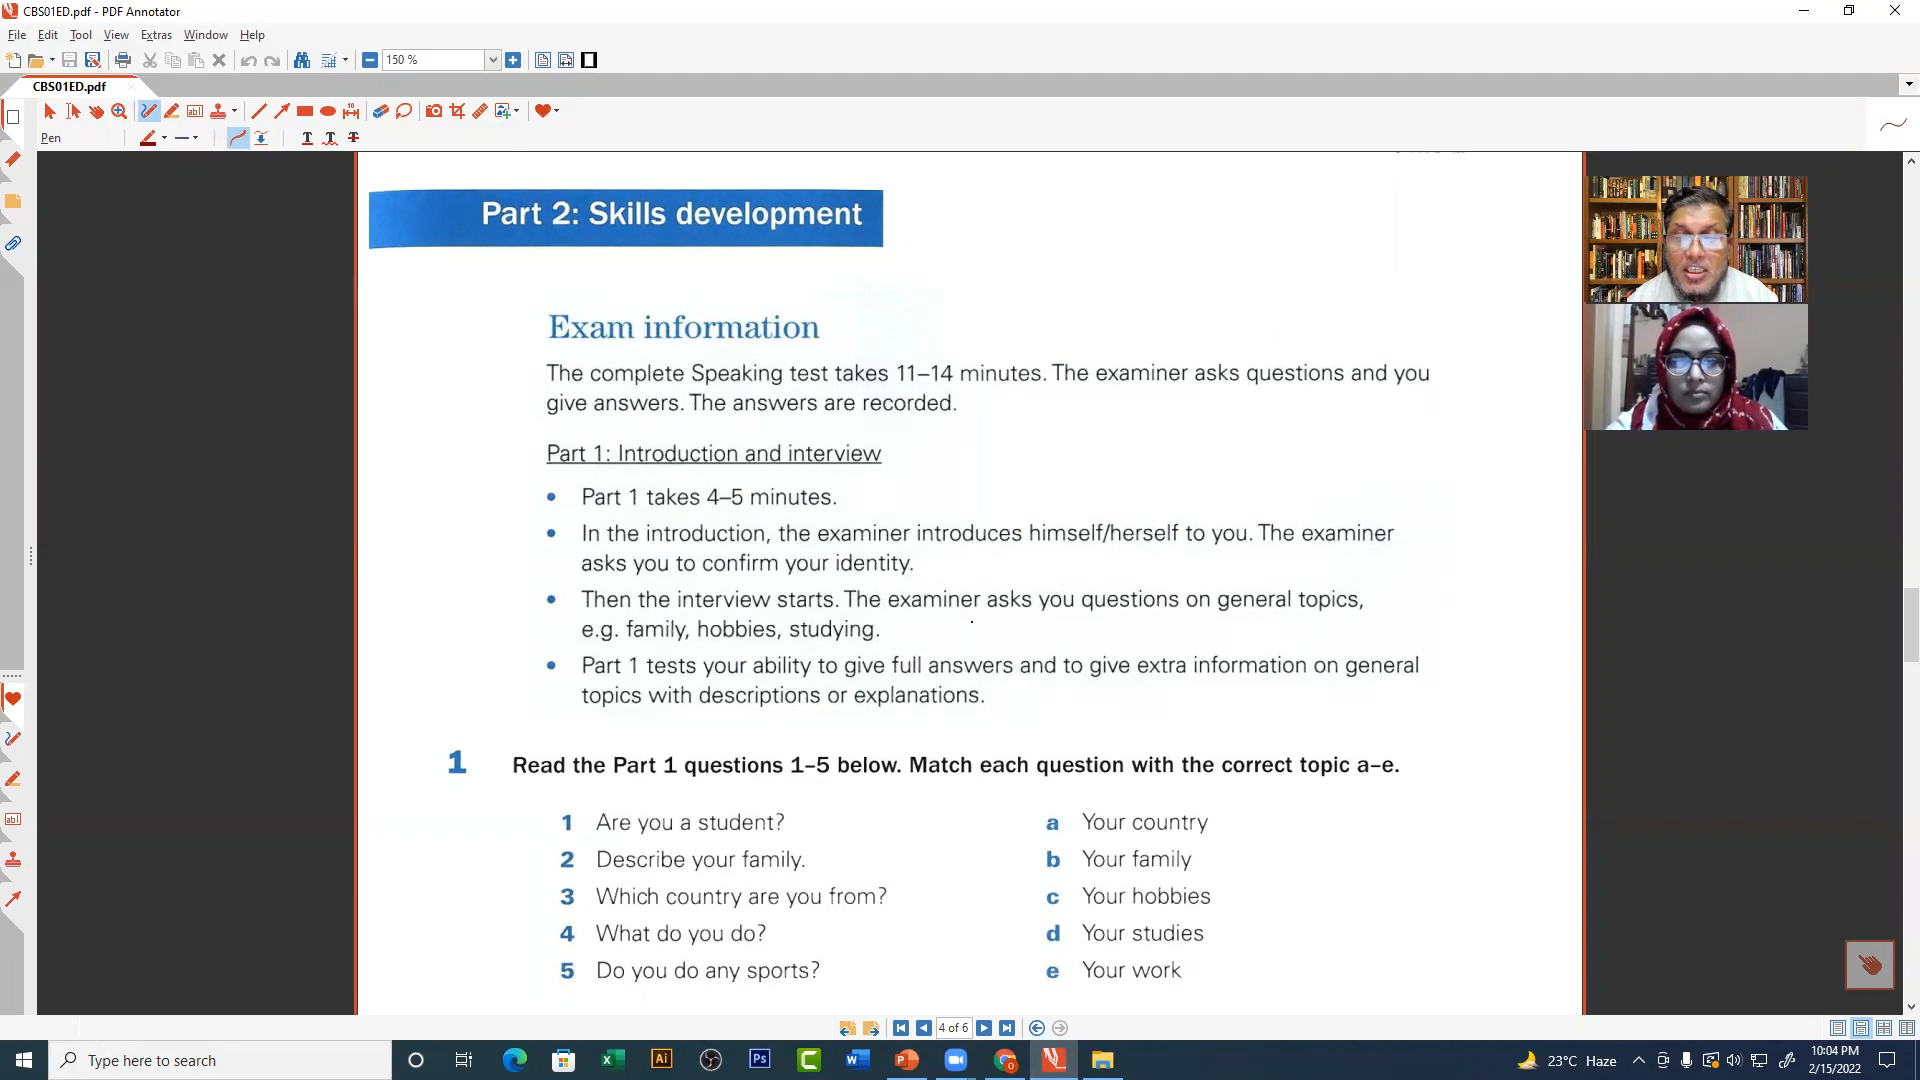 CBS01ED.pdf - PDF Annotator
File Edit Tool View Extras Window Help
150 %
CBS01ED.pdf
Pen
Part 2: Skills development
Exam information
The complete Speaking test takes 11–14 minutes. The examiner asks questions and you
give answers. The answers are recorded.
Part 1: Introduction and interview
• Part 1 takes 4–5 minutes.
• In the introduction, the examiner introduces himself/herself to you. The examiner
asks you to confirm your identity.
• Then the interview starts. The examiner asks you questions on general topics,
e.g. family, hobbies, studying.
• Part 1 tests your ability to give full answers and to give extra information on general
topics with descriptions or explanations.
1 Read the Part 1 questions 1–5 below. Match each question with the correct topic a–e.
1 Are you a student? a Your country
2 Describe your family. b Your family
3 Which country are you from? c Your hobbies
4 What do you do? d Your studies
5 Do you do any sports? e Your work
4 of 6
Type here to search
23°C Haze
10:04 PM
2/15/2022